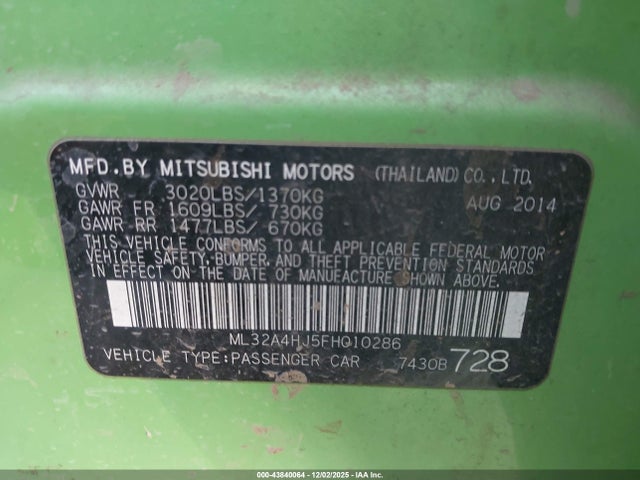 MFD.BY MITSUBISHI MOTORS (THAILAND) CO., LTD.
GVWR 3020LBS/1370KG AUG 2014
GAWR FR 1609LBS/ 730KG
GAWR RR 1477LBS/ 670KG
THIS VEHICLE CONFORMS TO ALL APPLICABLE FEDERAL MOTOR
VEHICLE SAFETY, BUMPER, AND THEFT PREVENTION STANDARDS
IN EFFECT ON THE DATE OF MANUFACTURE SHOWN ABOVE.
ML32A4HJ5FH010286
VEHICLE TYPE:PASSENGER CAR 7430B 728
000-43840064 - 12/02/2025 - IAA Inc.